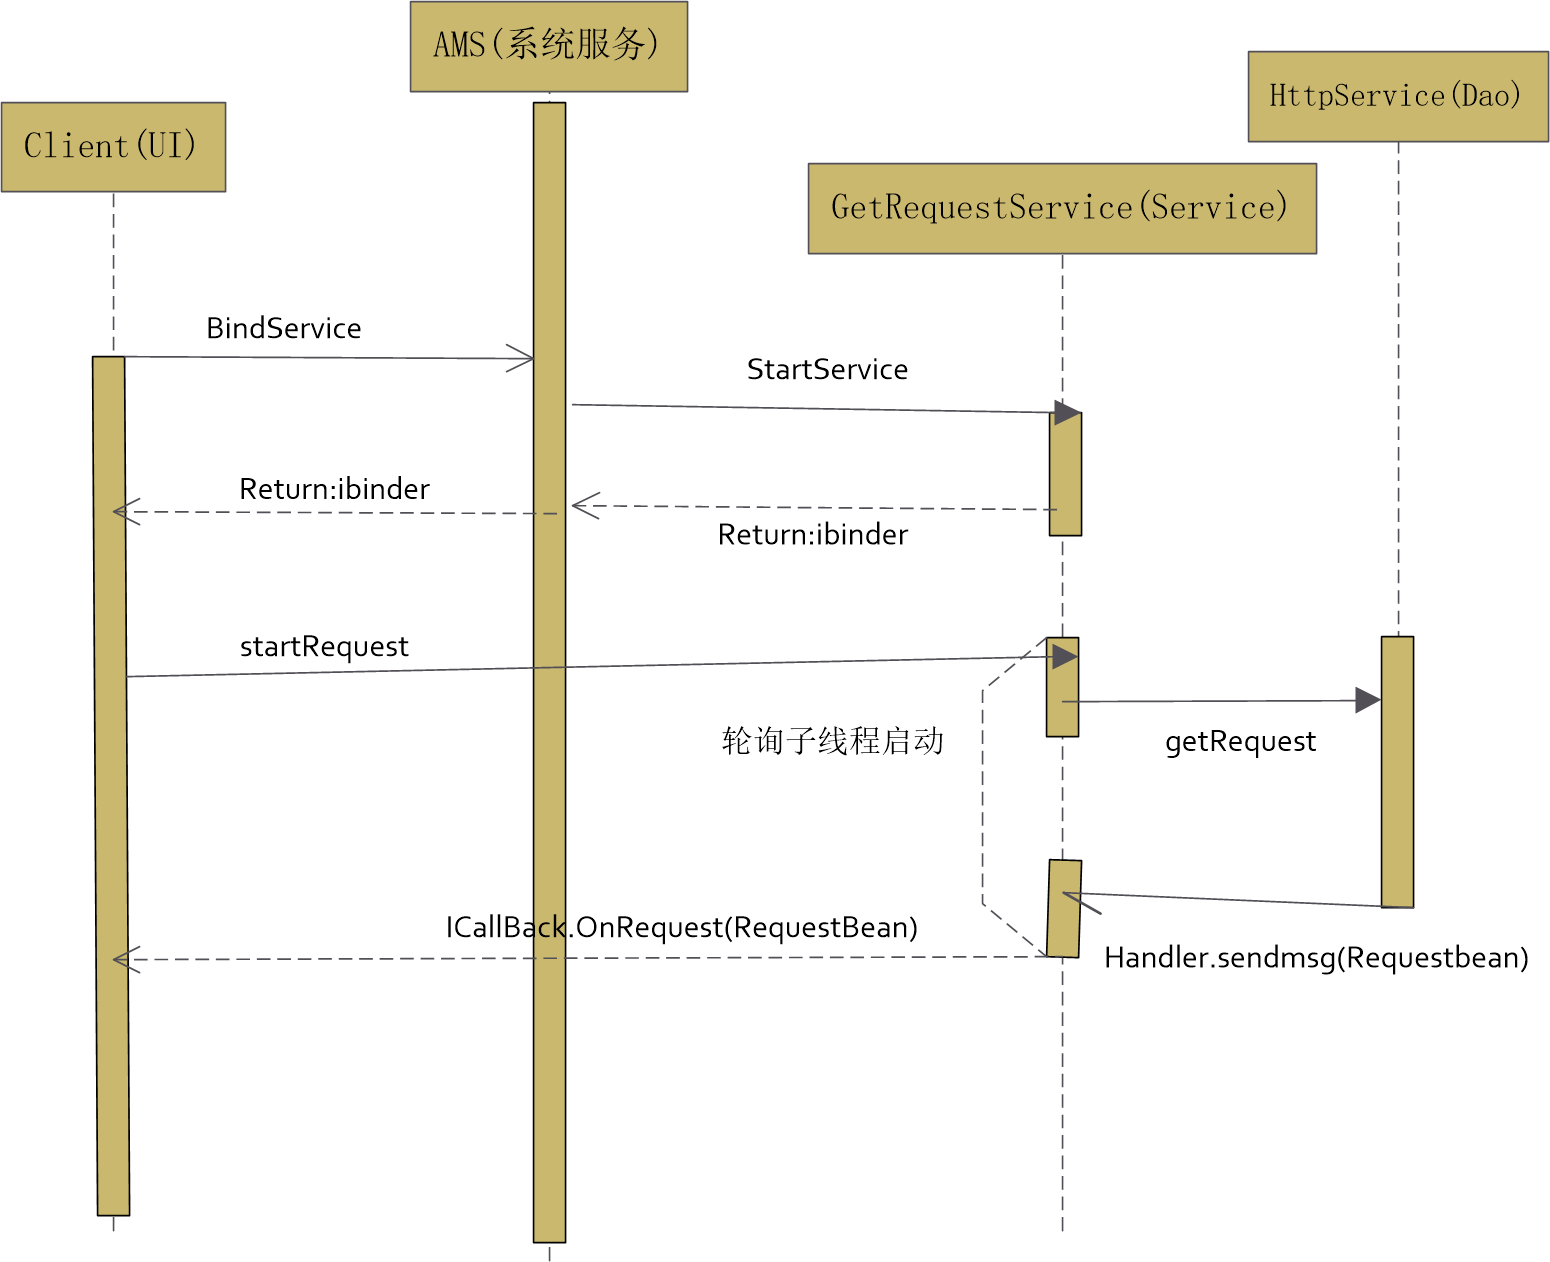 AMS(系统服务)
HttpService(Dao)
Client(UI)
GetRequestService(Service)
BindService
StartService
Return:ibinder
Return:ibinder
startRequest
轮询子线程启动
getRequest
ICallBack.OnRequest(RequestBean)
Handler.sendmsg(Requestbean)